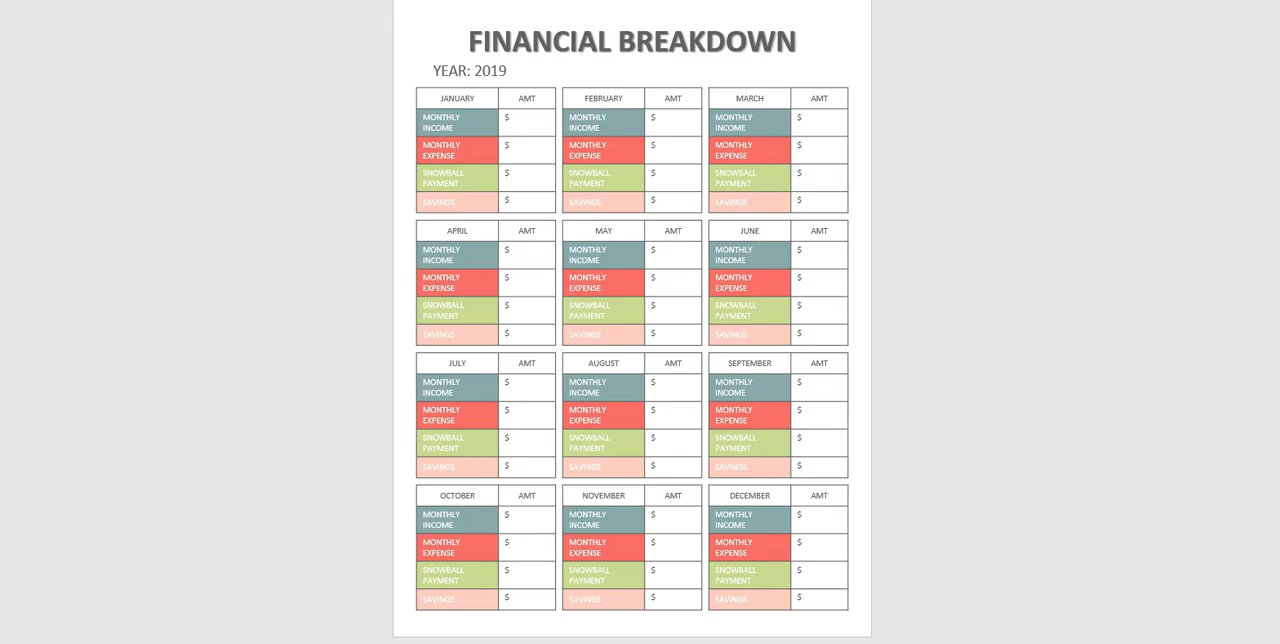 FINANCIAL BREAKDOWN
YEAR: 2019
JANUARY AMT FEBRUARY AMT MARCH AMT
MONTHLY $ MONTHLY $ MONTHLY $
INCOME INCOME INCOME
MONTHLY $ MONTHLY $ MONTHLY $
EXPENSE EXPENSE EXPENSE
SNOWBALL $ SNOWBALL $ SNOWBALL $
PAYMENT PAYMENT PAYMENT
SAVINGS $ SAVINGS $ SAVINGS $
APRIL AMT MAY AMT JUNE AMT
MONTHLY $ MONTHLY $ MONTHLY $
INCOME INCOME INCOME
MONTHLY $ MONTHLY $ MONTHLY $
EXPENSE EXPENSE EXPENSE
SNOWBALL $ SNOWBALL $ SNOWBALL $
PAYMENT PAYMENT PAYMENT
SAVINGS $ SAVINGS $ SAVINGS $
JULY AMT AUGUST AMT SEPTEMBER AMT
MONTHLY $ MONTHLY $ MONTHLY $
INCOME INCOME INCOME
MONTHLY $ MONTHLY $ MONTHLY $
EXPENSE EXPENSE EXPENSE
SNOWBALL $ SNOWBALL $ SNOWBALL $
PAYMENT PAYMENT PAYMENT
SAVINGS $ SAVINGS $ SAVINGS $
OCTOBER AMT NOVEMBER AMT DECEMBER AMT
MONTHLY $ MONTHLY $ MONTHLY $
INCOME INCOME INCOME
MONTHLY $ MONTHLY $ MONTHLY $
EXPENSE EXPENSE EXPENSE
SNOWBALL $ SNOWBALL $ SNOWBALL $
PAYMENT PAYMENT PAYMENT
SAVINGS $ SAVINGS $ SAVINGS $